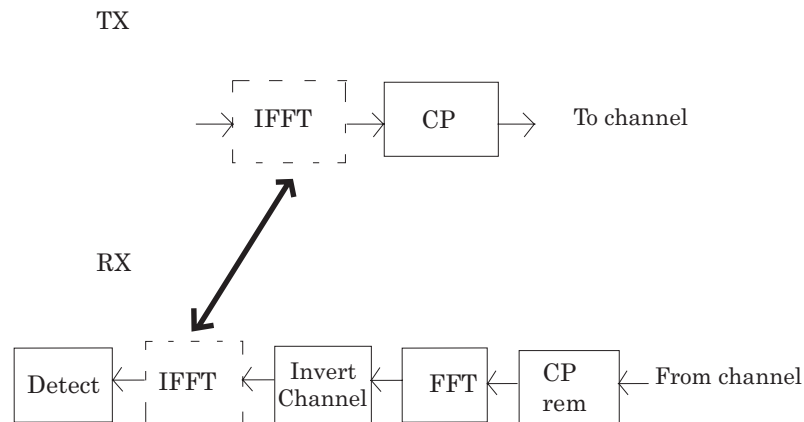 TX
IFFT
CP
To channel
RX
Detect
IFFT
Invert
Channel
FFT
CP
rem
From channel